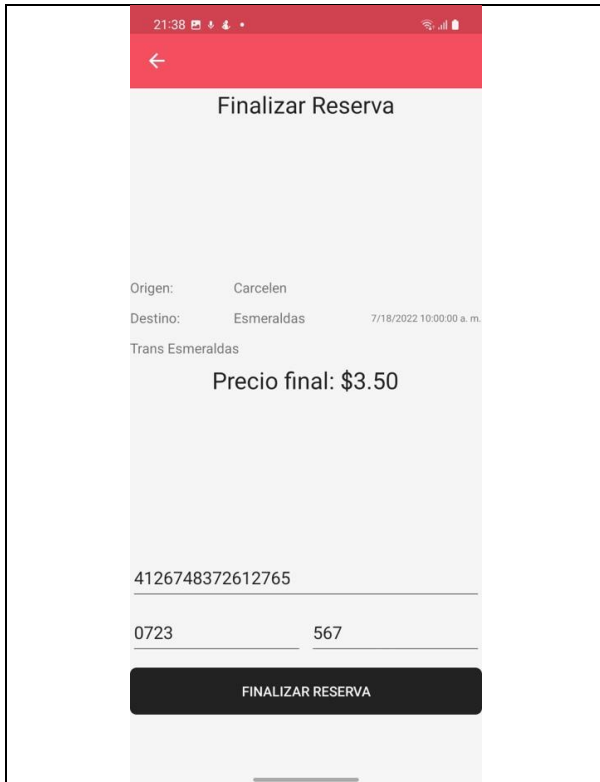 21:38
Finalizar Reserva
Origen: Carcelen
Destino: Esmeraldas 7/18/2022 10:00:00 a. m.
Trans Esmeraldas
Precio final: $3.50
4126748372612765
0723 567
FINALIZAR RESERVA